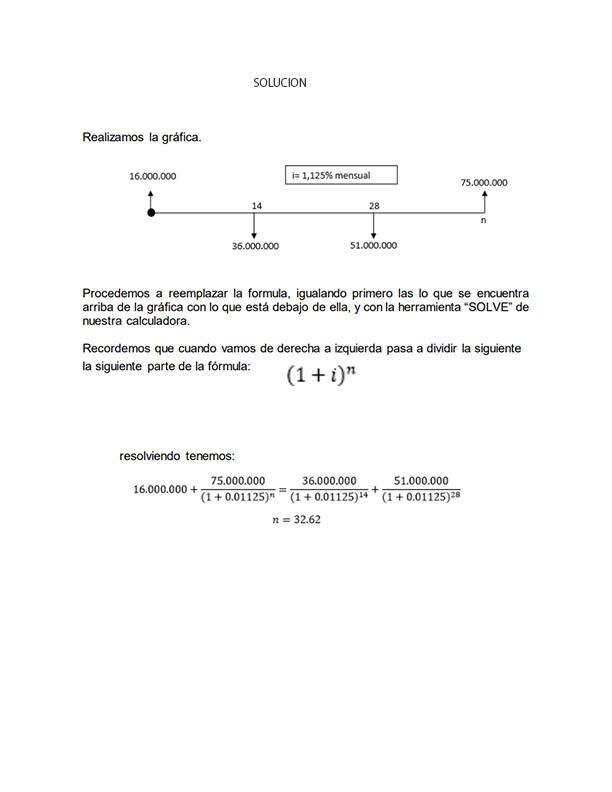 SOLUCION
Realizamos la gráfica.
16.000.000
i= 1,125% mensual
75.000.000
14
28
n
36.000.000
51.000.000
Procedemos a reemplazar la formula, igualando primero las lo que se encuentra
arriba de la gráfica con lo que está debajo de ella, y con la herramienta “SOLVE” de
nuestra calculadora.
Recordemos que cuando vamos de derecha a izquierda pasa a dividir la siguiente
la siguiente parte de la fórmula: (1 + i)^n
resolviendo tenemos:
16.000.000 + 75.000.000/(1 + 0.01125)^n = 36.000.000/(1 + 0.01125)^14 + 51.000.000/(1 + 0.01125)^28
n = 32.62